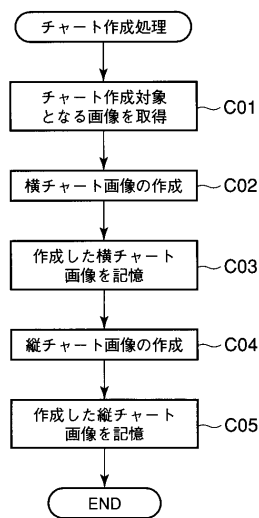 チャート作成処理
チャート作成対象
となる画像を取得
C01
横チャート画像の作成
C02
作成した横チャート
画像を記憶
C03
縦チャート画像の作成
C04
作成した縦チャート
画像を記憶
C05
END